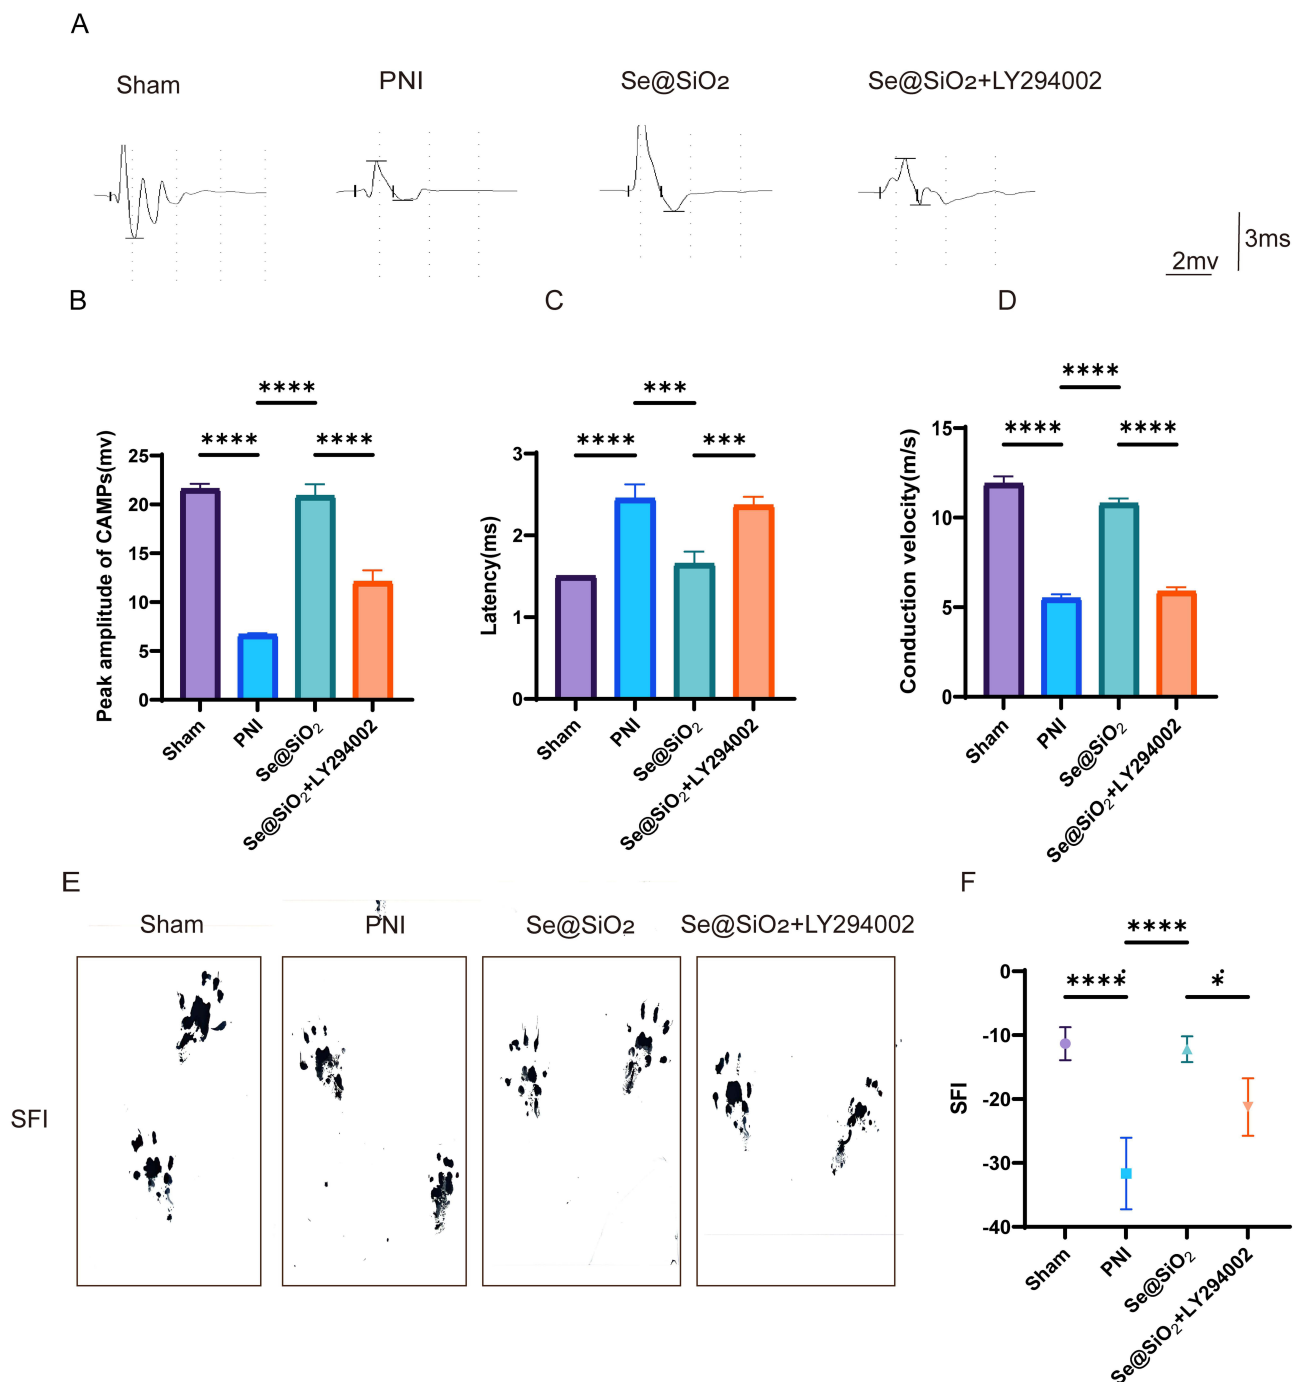 A
Sham
PNI
Se@SiO2
Se@SiO2+LY294002
3ms
2mv
B
C
D
****
****
****
Peak amplitude of CAMPs(mv)
25
20
15
10
5
0
Sham
PNI
Se@SiO₂
Se@SiO₂+LY294002
***
****
***
Latency(ms)
3
2
1
0
Sham
PNI
Se@SiO₂
Se@SiO₂+LY294002
****
****
****
Conduction velocity(m/s)
15
10
5
0
Sham
PNI
Se@SiO₂
Se@SiO₂+LY294002
E
Sham
PNI
Se@SiO2
Se@SiO2+LY294002
SFI
F
****
****
*
SFI
0
-10
-20
-30
-40
Sham
PNI
Se@SiO₂
Se@SiO₂+LY294002